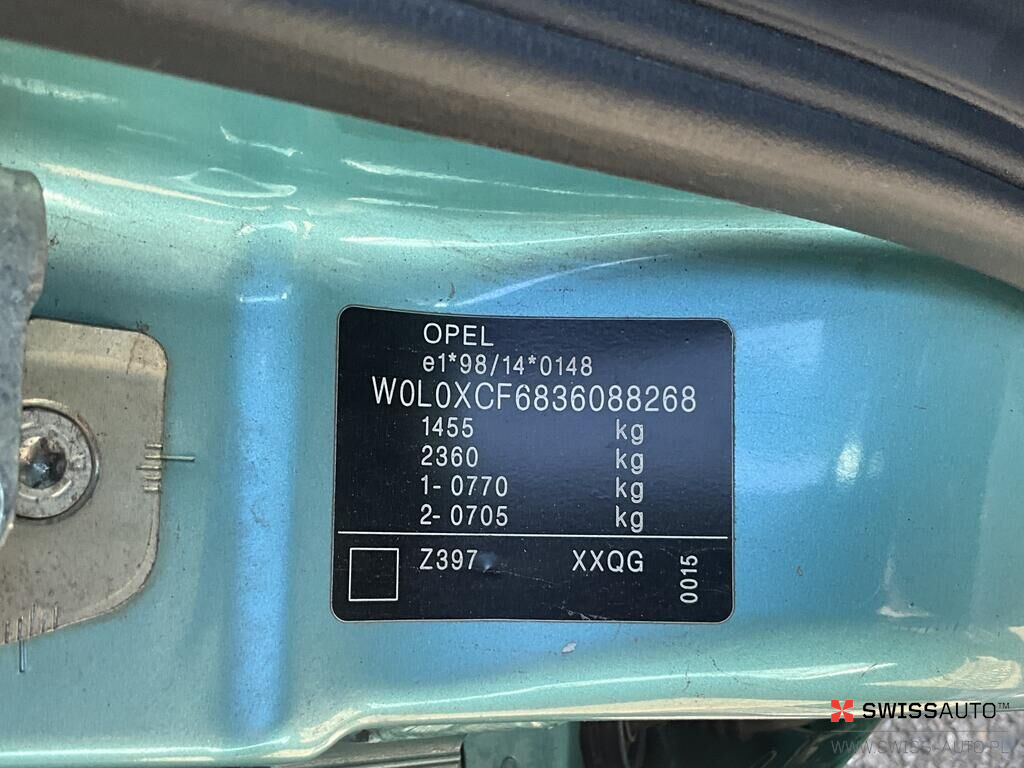 OPEL
e1*98/14*0148
W0L0XCF6836088268
1455 kg
2360 kg
1- 0770 kg
2- 0705 kg
Z397 XXQG 0015
SWISSAUTO™
WWW.SWISS-AUTO.PL